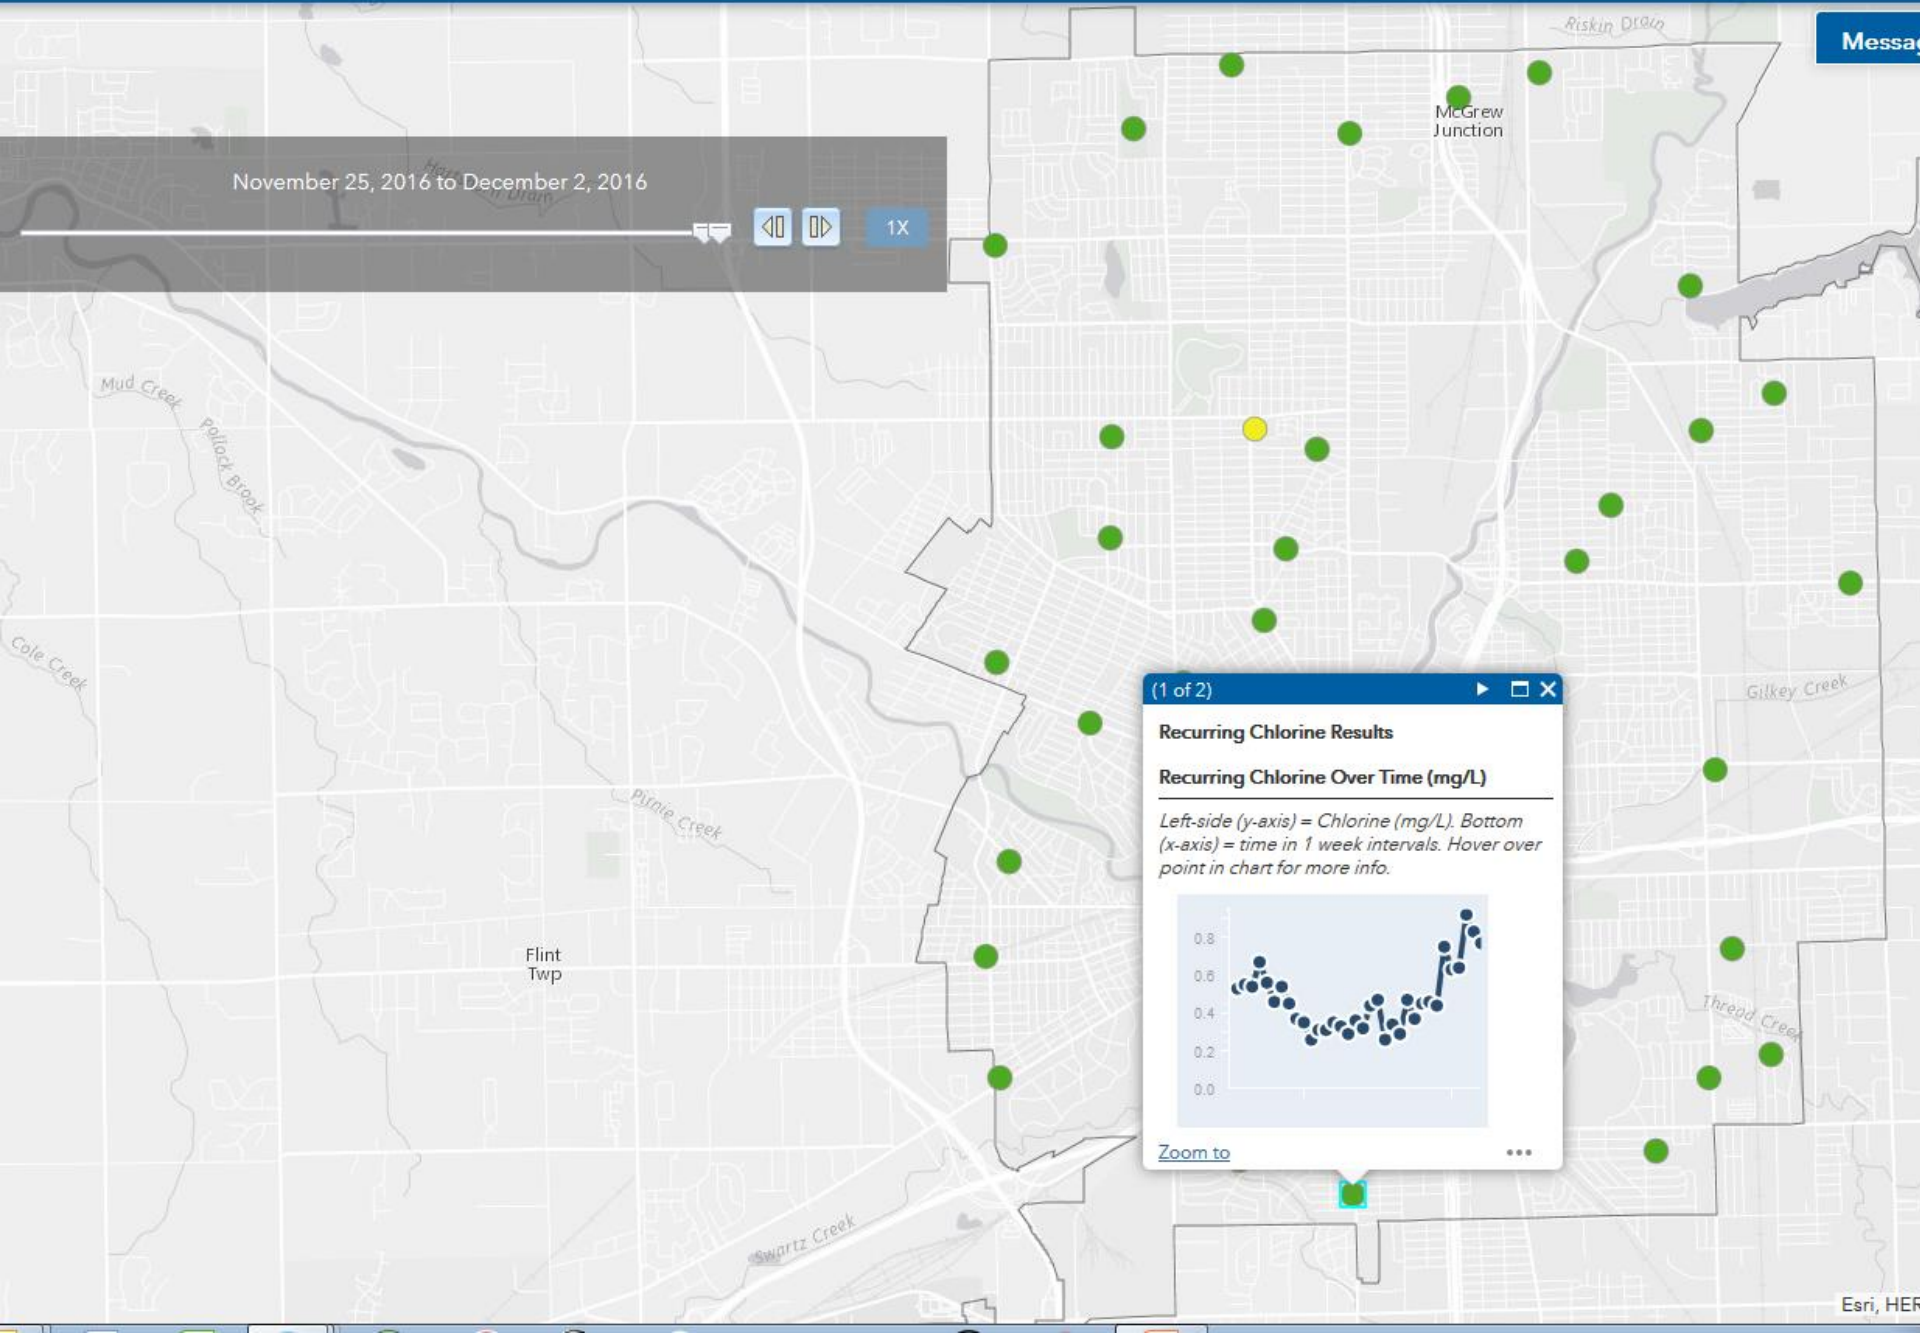 Riskin Drain
Messag
McGrew
Junction
November 25, 2016 to December 2, 2016
1X
Mud Creek
Pollock Brook
Cole Creek
Gilkey Creek
(1 of 2)
Recurring Chlorine Results
Recurring Chlorine Over Time (mg/L)
Left-side (y-axis) = Chlorine (mg/L). Bottom
(x-axis) = time in 1 week intervals. Hover over
point in chart for more info.
0.8
0.6
0.4
0.2
0.0
Zoom to
Pirnie Creek
Flint
Twp
Thread Creek
Swartz Creek
Esri, HER